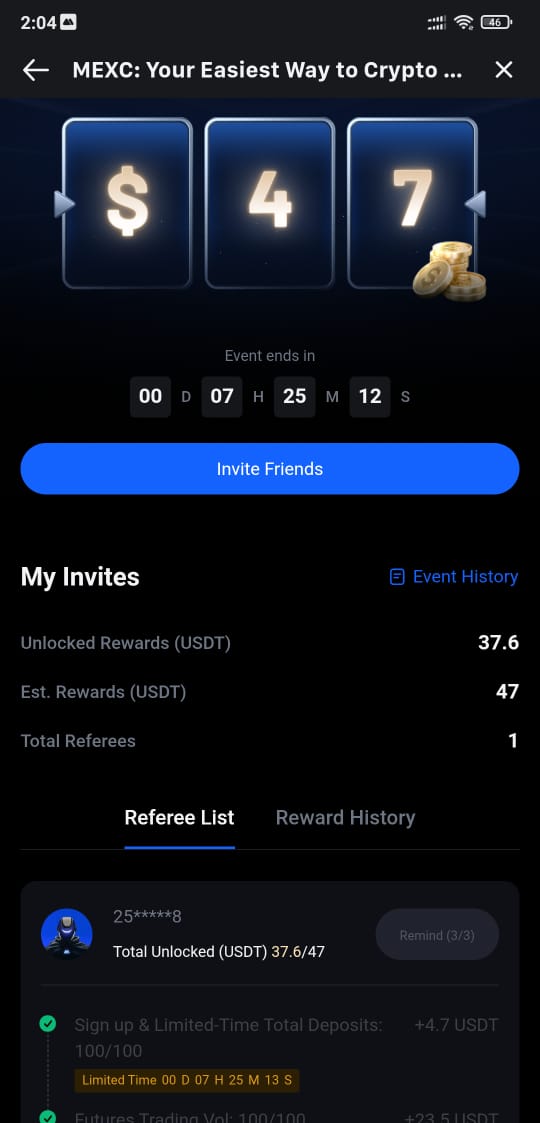 2:04
46
MEXC: Your Easiest Way to Crypto ...
$ 4 7
Event ends in
00 D 07 H 25 M 12 S
Invite Friends
My Invites
Event History
Unlocked Rewards (USDT) 37.6
Est. Rewards (USDT) 47
Total Referees 1
Referee List Reward History
25*****8
Total Unlocked (USDT) 37.6/47
Remind (3/3)
Sign up & Limited-Time Total Deposits: +4.7 USDT
100/100
Limited Time 00 D 07 H 25 M 13 S
Futures Trading Vol: 100/100 +23.5 USDT